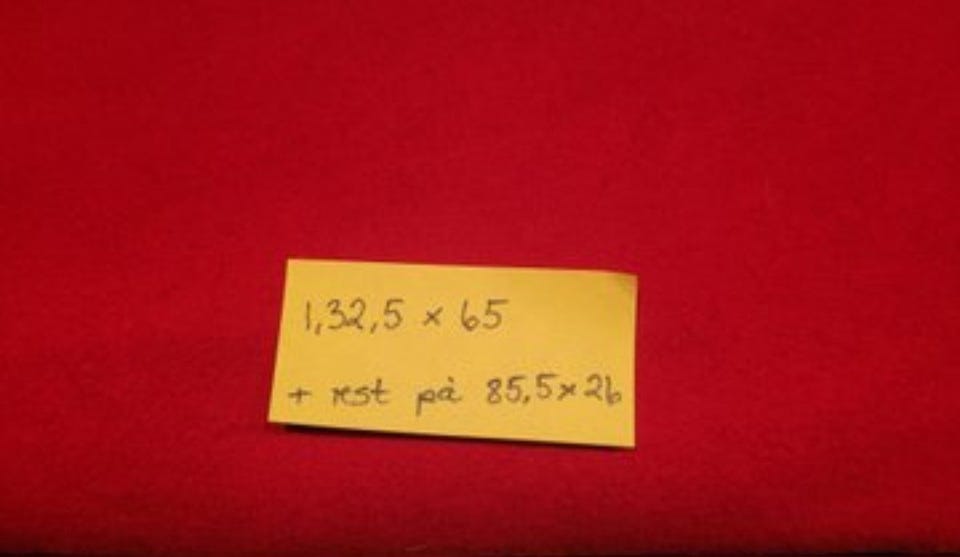 1,32,5 x 65
+ rest på 85,5x26